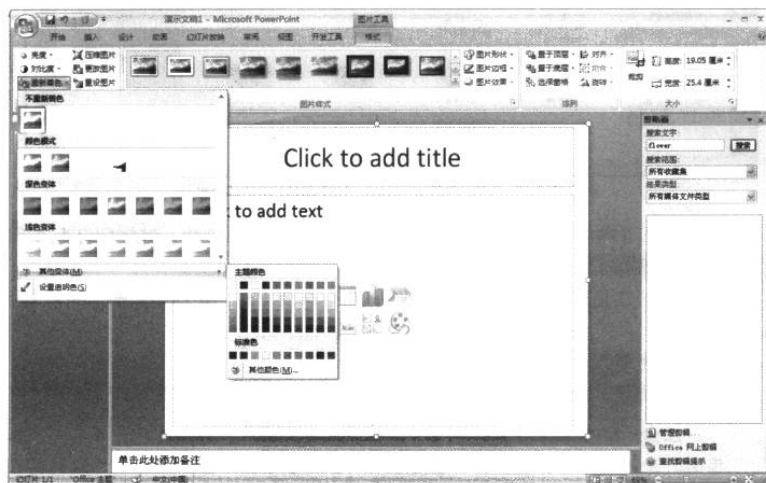 演示文稿1 - Microsoft PowerPoint
图片工具
开始 插入 设计 动画 幻灯片放映 审阅 视图 开发工具 格式
亮度 压缩图片
对比度 更改图片
重新着色 重设图片
图片形状
图片边框
图片效果
置于顶层 对齐
置于底层 组合
选择窗格 旋转
裁剪
高度: 19.05 厘米
宽度: 25.4 厘米
图片样式
排列
大小
不重新着色
颜色模式
深色变体
浅色变体
其他变体(M)
设置透明色(S)
Click to add title
to add text
主题颜色
标准色
其他颜色(M)...
剪贴画
搜索文字:
flower
搜索
搜索范围:
所有收藏集
结果类型:
所有媒体文件类型
管理剪辑...
Office 网上剪辑
查找剪辑提示
单击此处添加备注
幻灯片 1/1 "Office 主题" 中文(中国)